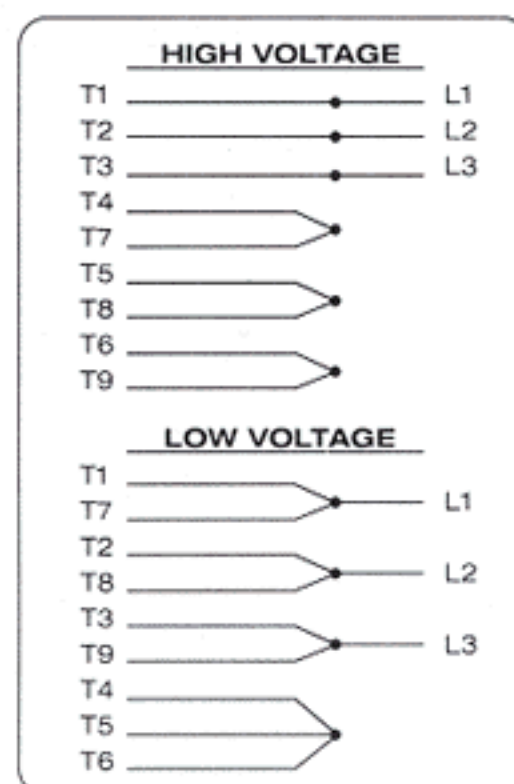 HIGH VOLTAGE
T1 L1
T2 L2
T3 L3
T4
T7
T5
T8
T6
T9
LOW VOLTAGE
T1
T7 L1
T2
T8 L2
T3
T9 L3
T4
T5
T6